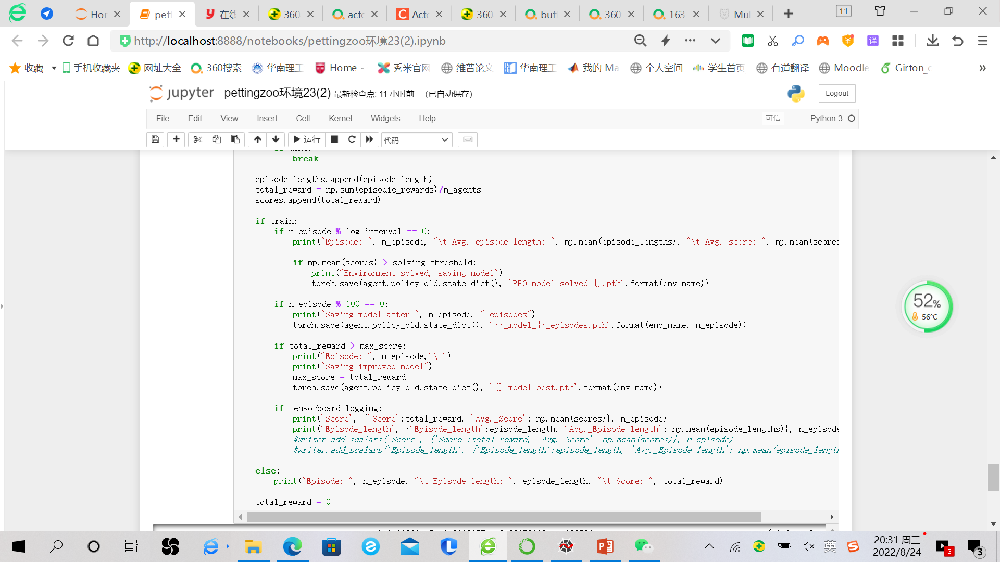 Hor
pett
在线
360
acto
Acto
360
buff
360
163
Mul
11
http://localhost:8888/notebooks/pettingzoo环境23(2).ipynb
译
收藏
手机收藏夹
网址大全
360搜索
华南理工
Home -
秀米官网
维普论文
华南理工
我的 Ma
个人空间
学生首页
有道翻译
Moodle
Girton_c
»
jupyter pettingzoo环境23(2) 最新检查点: 11 小时前 (已自动保存)
Logout
File Edit View Insert Cell Kernel Widgets Help
可信
Python 3
运行
代码
break
episode_lengths.append(episode_length)
total_reward = np.sum(episodic_rewards)/n_agents
scores.append(total_reward)
if train:
if n_episode % log_interval == 0:
print("Episode: ", n_episode, "\t Avg. episode length: ", np.mean(episode_lengths), "\t Avg. score: ", np.mean(scores
if np.mean(scores) > solving_threshold:
print("Environment solved, saving model")
torch.save(agent.policy_old.state_dict(), 'PPO_model_solved_{}.pth'.format(env_name))
if n_episode % 100 == 0:
print("Saving model after ", n_episode, " episodes")
torch.save(agent.policy_old.state_dict(), '{}_model_{}_episodes.pth'.format(env_name, n_episode))
if total_reward > max_score:
print("Episode: ", n_episode,'\t')
print("Saving improved model")
max_score = total_reward
torch.save(agent.policy_old.state_dict(), '{}_model_best.pth'.format(env_name))
if tensorboard_logging:
print('Score', {'Score':total_reward, 'Avg._Score': np.mean(scores)}, n_episode)
print('Episode_length', {'Episode_length':episode_length, 'Avg._Episode length': np.mean(episode_lengths)}, n_episode
#writer.add_scalars('Score', {'Score':total_reward, 'Avg._Score': np.mean(scores)}, n_episode)
#writer.add_scalars('Episode_length', {'Episode_length':episode_length, 'Avg._Episode length': np.mean(episode_length
else:
print("Episode: ", n_episode, "\t Episode length: ", episode_length, "\t Score: ", total_reward)
total_reward = 0
52%
56°C
英
20:31 周三
2022/8/24
3
3